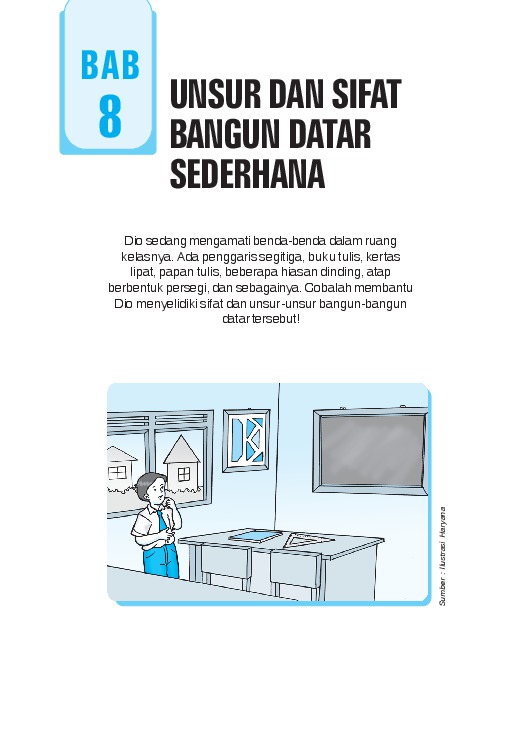 BAB
8
UNSUR DAN SIFAT
BANGUN DATAR
SEDERHANA
Dio sedang mengamati benda-benda dalam ruang
kelasnya. Ada penggaris segitiga, buku tulis, kertas
lipat, papan tulis, beberapa hiasan dinding, atap
berbentuk persegi, dan sebagainya. Cobalah membantu
Dio menyelidiki sifat dan unsur-unsur bangun-bangun
datar tersebut!
Sumber : Ilustrasi Haryana